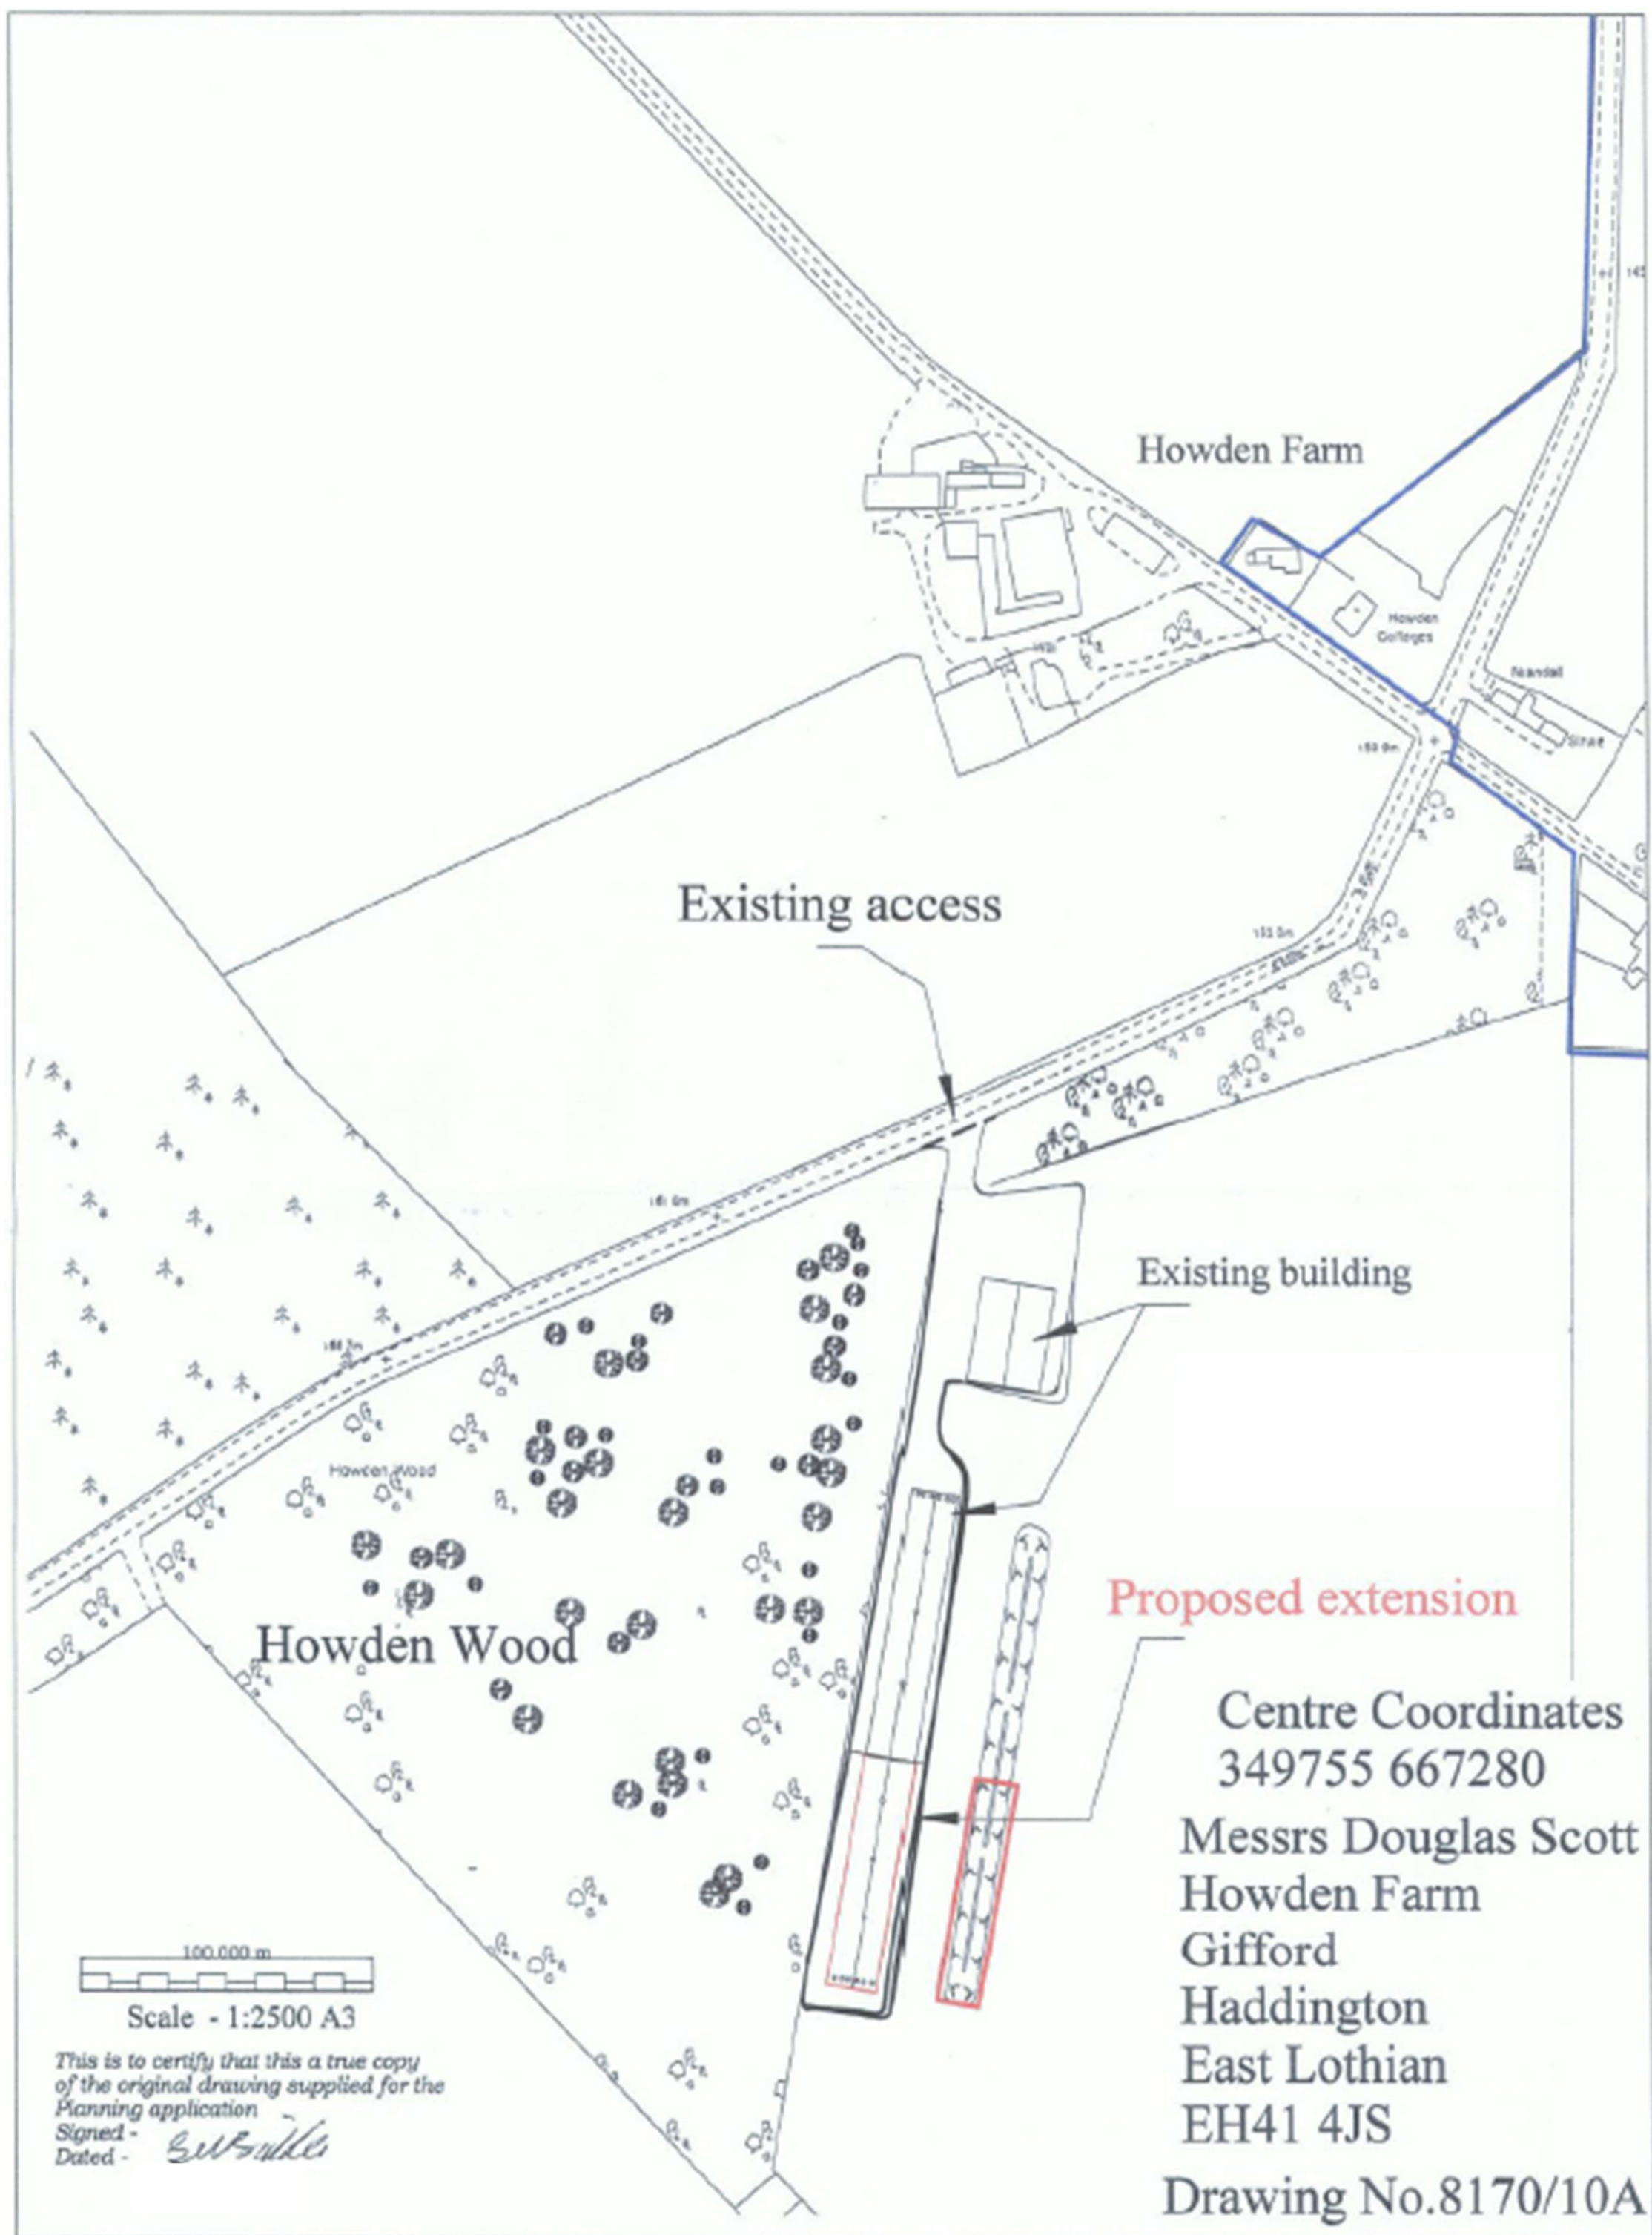 Howden Farm
Howden
Cottages
Existing access
Existing building
Howden Wood
Howden Wood
Proposed extension
Centre Coordinates
349755 667280
Messrs Douglas Scott
Howden Farm
Gifford
Haddington
East Lothian
EH41 4JS
Drawing No.8170/10A
100.000 m
Scale - 1:2500 A3
This is to certify that this a true copy
of the original drawing supplied for the
Planning application
Signed -
Dated -